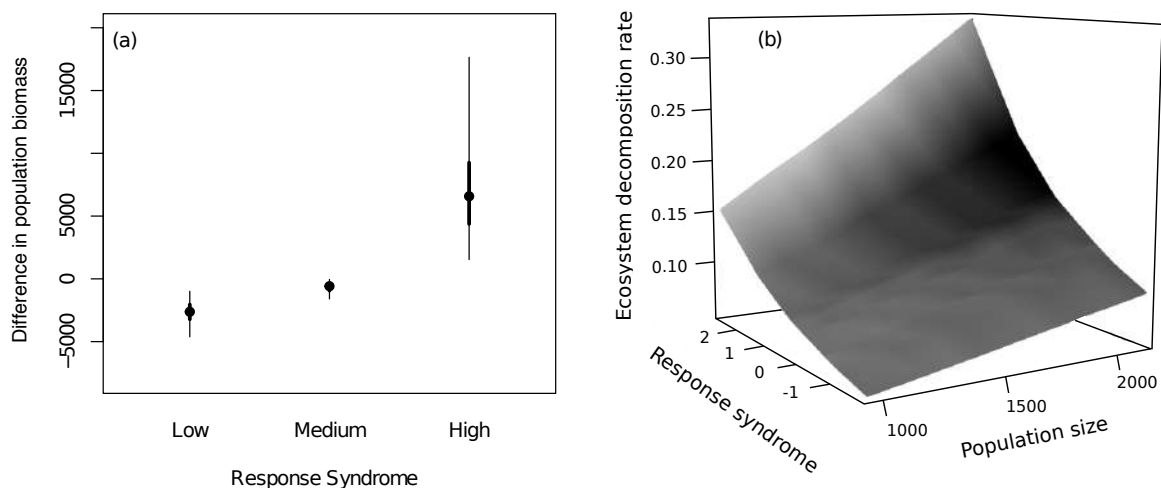 (a)
Difference in population biomass
15000
5000
0
−5000
Low Medium High
Response Syndrome
(b)
Ecosystem decomposition rate
0.30
0.25
0.20
0.15
0.10
2
1
0
-1
Response syndrome
1000
1500
2000
Population size